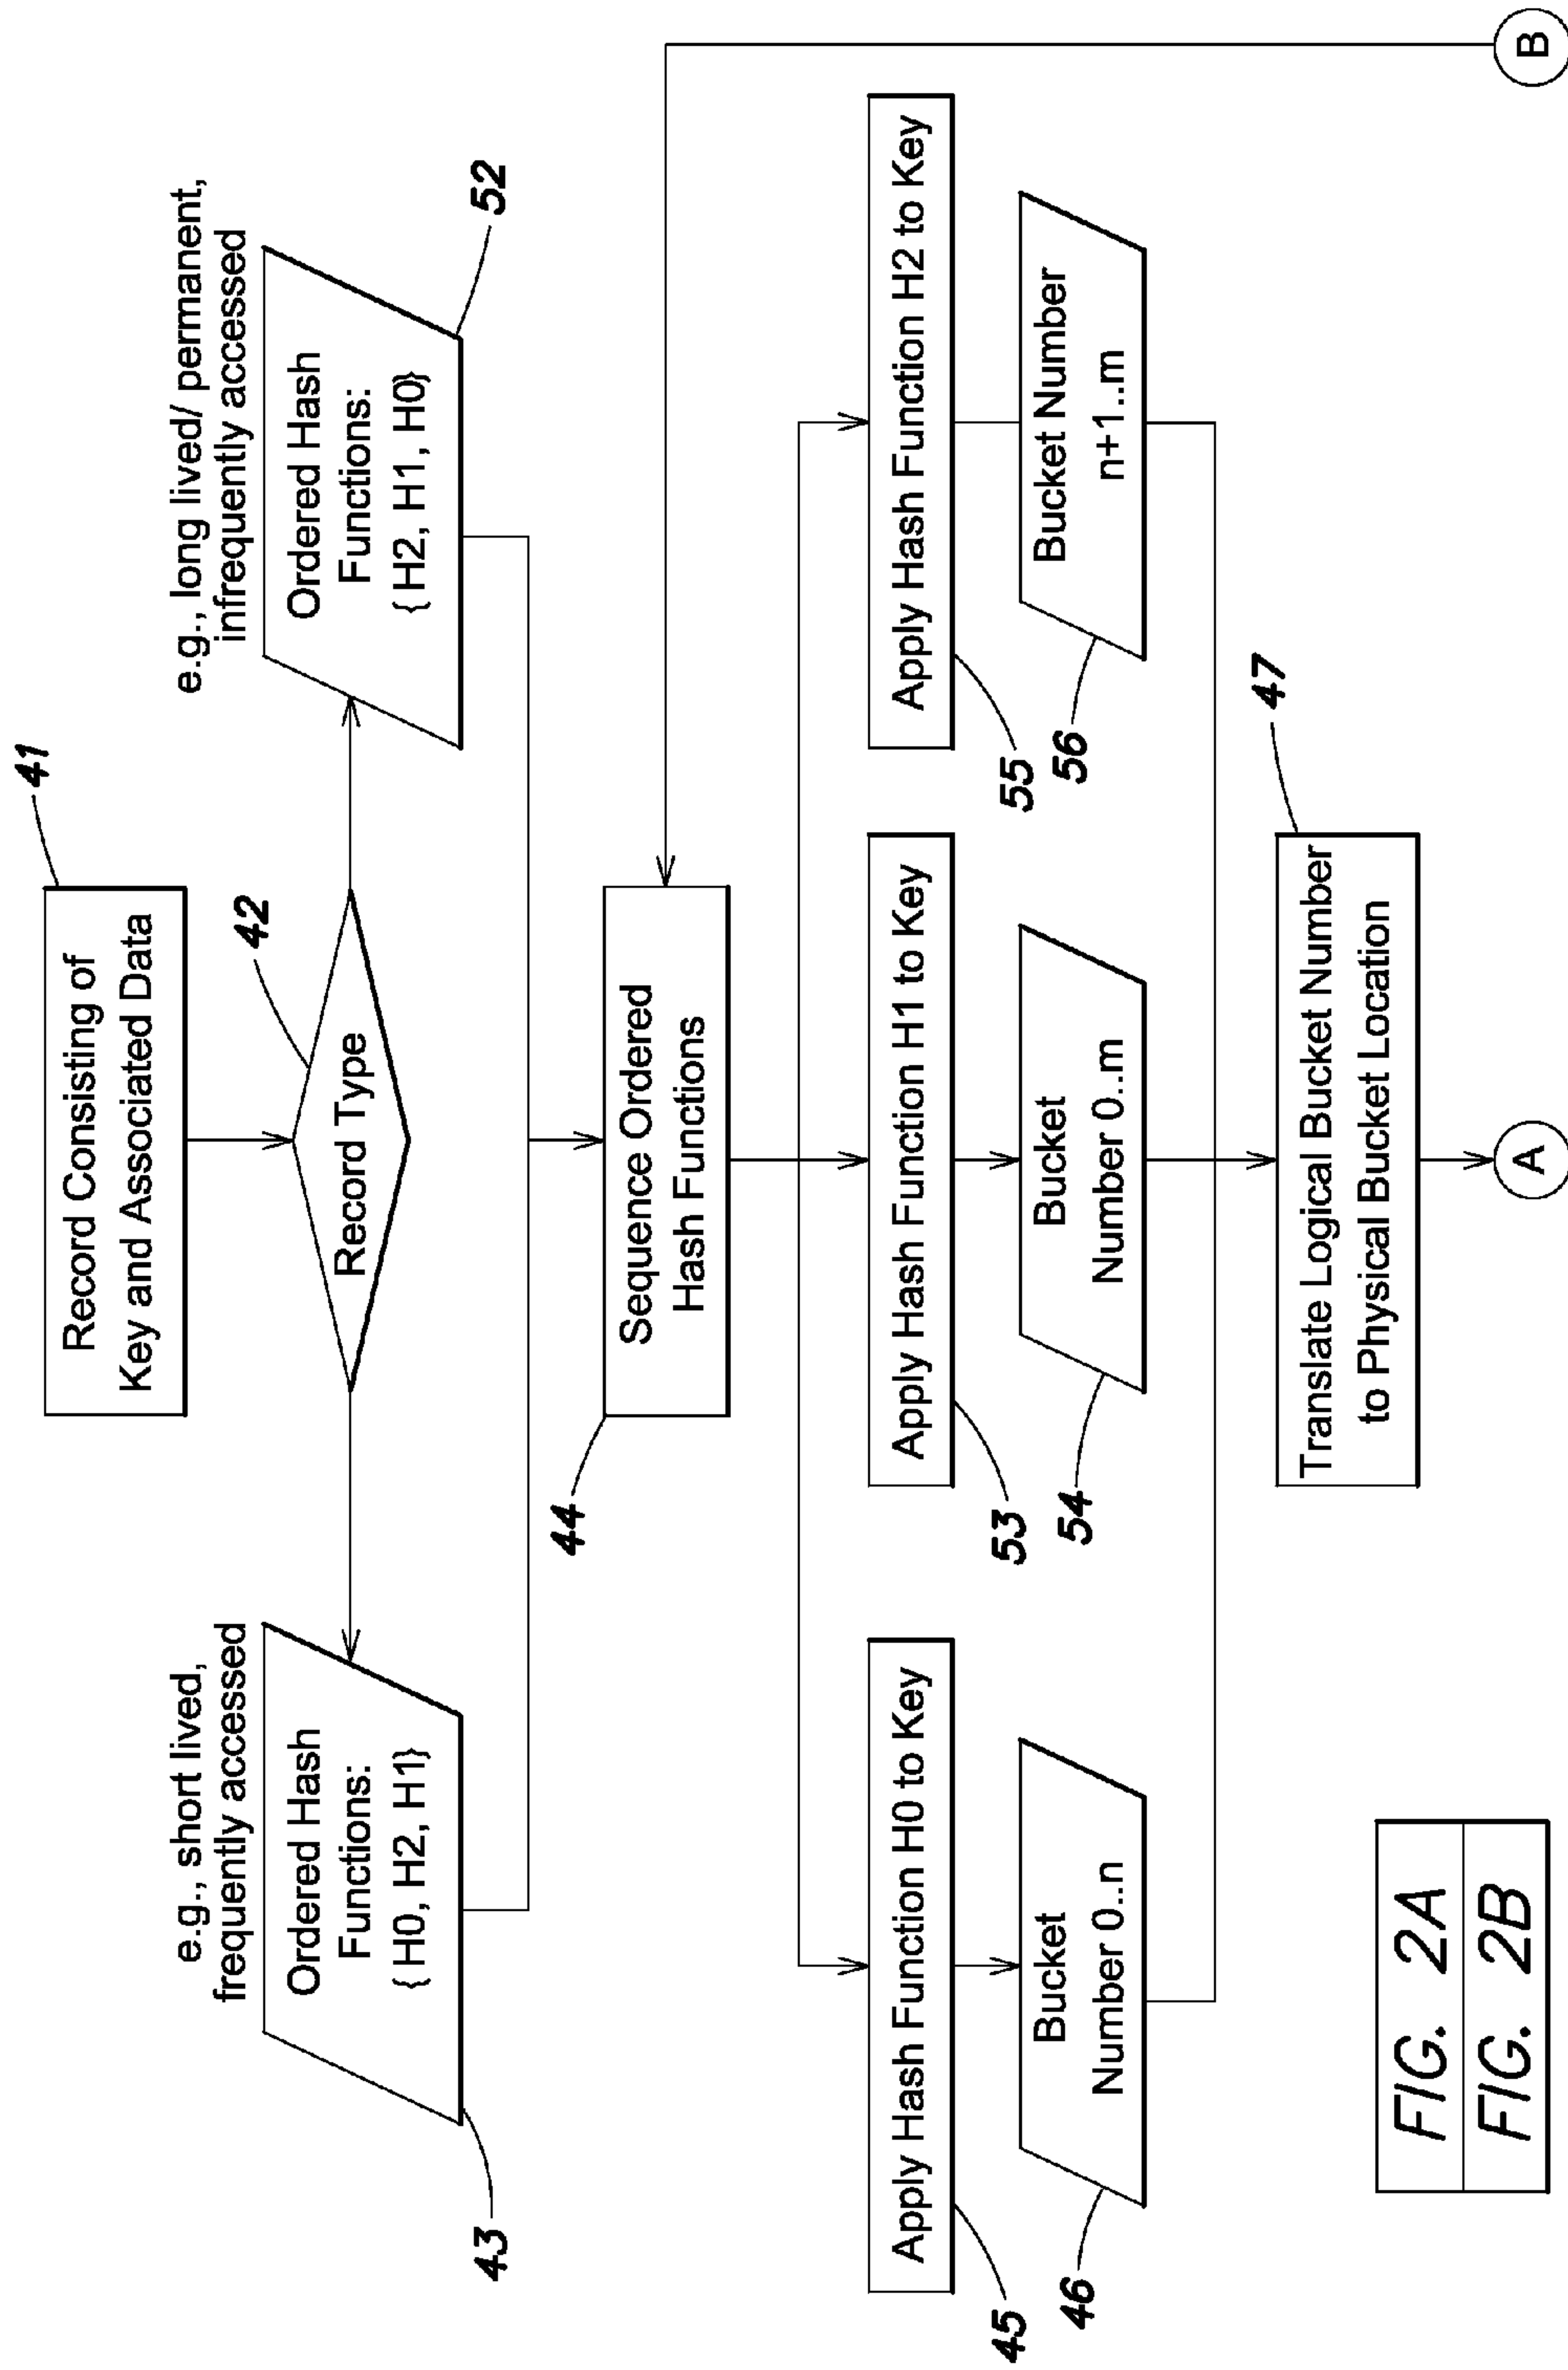 41
Record Consisting of
Key and Associated Data
42
Record Type
e.g., short lived,
frequently accessed
Ordered Hash
Functions:
{ H0, H2, H1}
43
e.g., long lived/ permanent,
infrequently accessed
Ordered Hash
Functions:
{ H2, H1, H0}
52
Sequence Ordered
Hash Functions
44
Apply Hash Function H0 to Key
45
Bucket
Number 0..n
46
Apply Hash Function H1 to Key
53
Bucket
Number 0..m
54
Apply Hash Function H2 to Key
55
Bucket Number
n+1..m
56
47
Translate Logical Bucket Number
to Physical Bucket Location
A
B
FIG. 2A
FIG. 2B